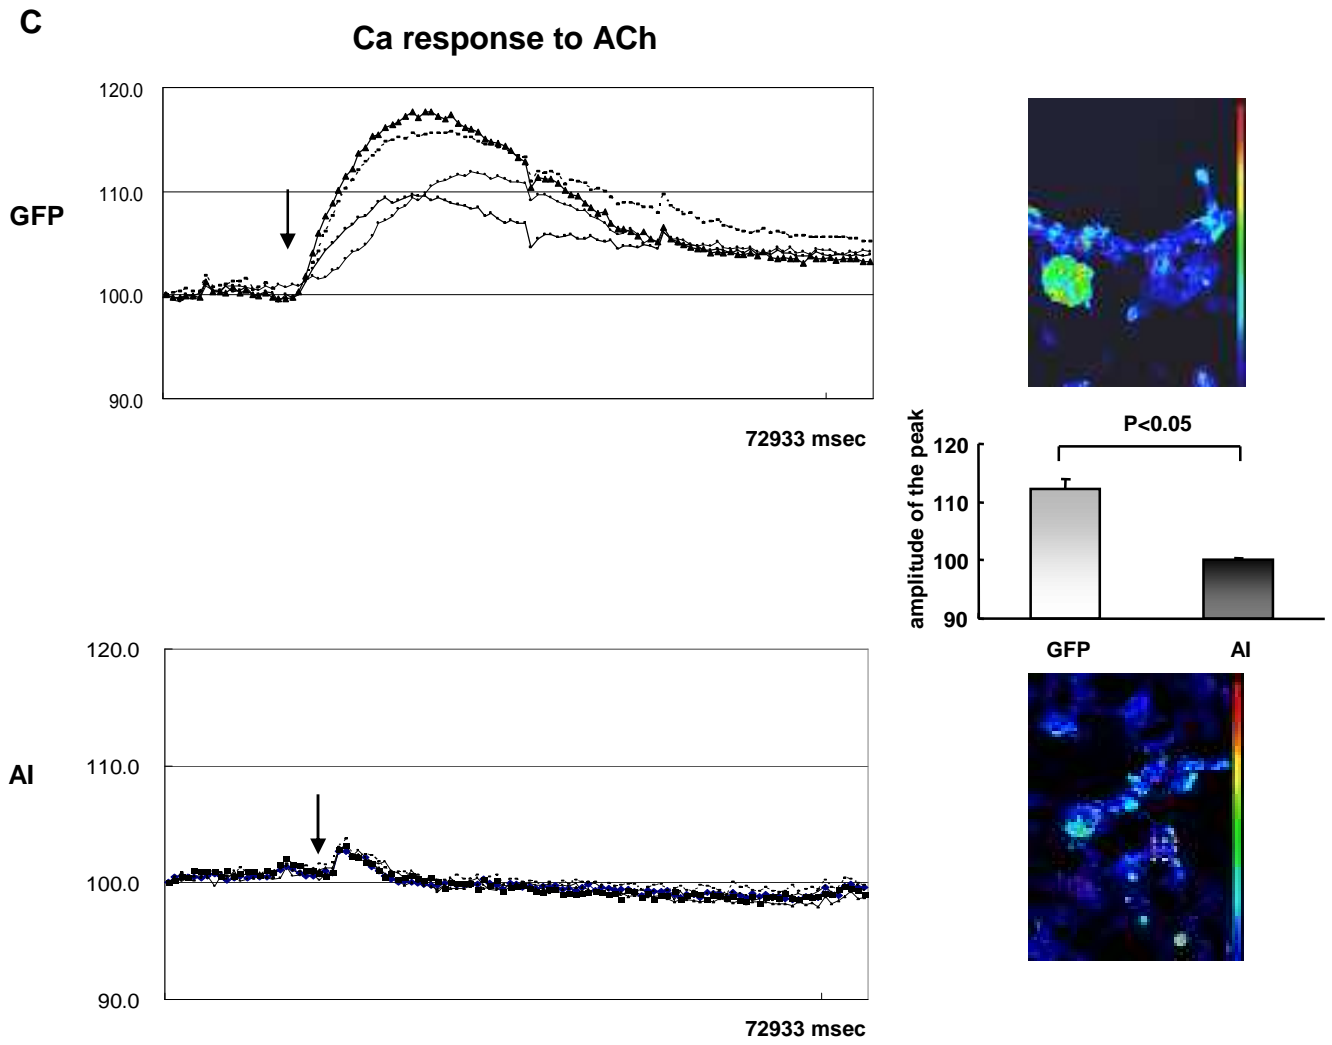 C
Ca response to ACh
120.0
110.0
GFP
100.0
90.0
72933 msec
amplitude of the peak
P<0.05
120
110
100
90
GFP
AI
120.0
110.0
AI
100.0
90.0
72933 msec